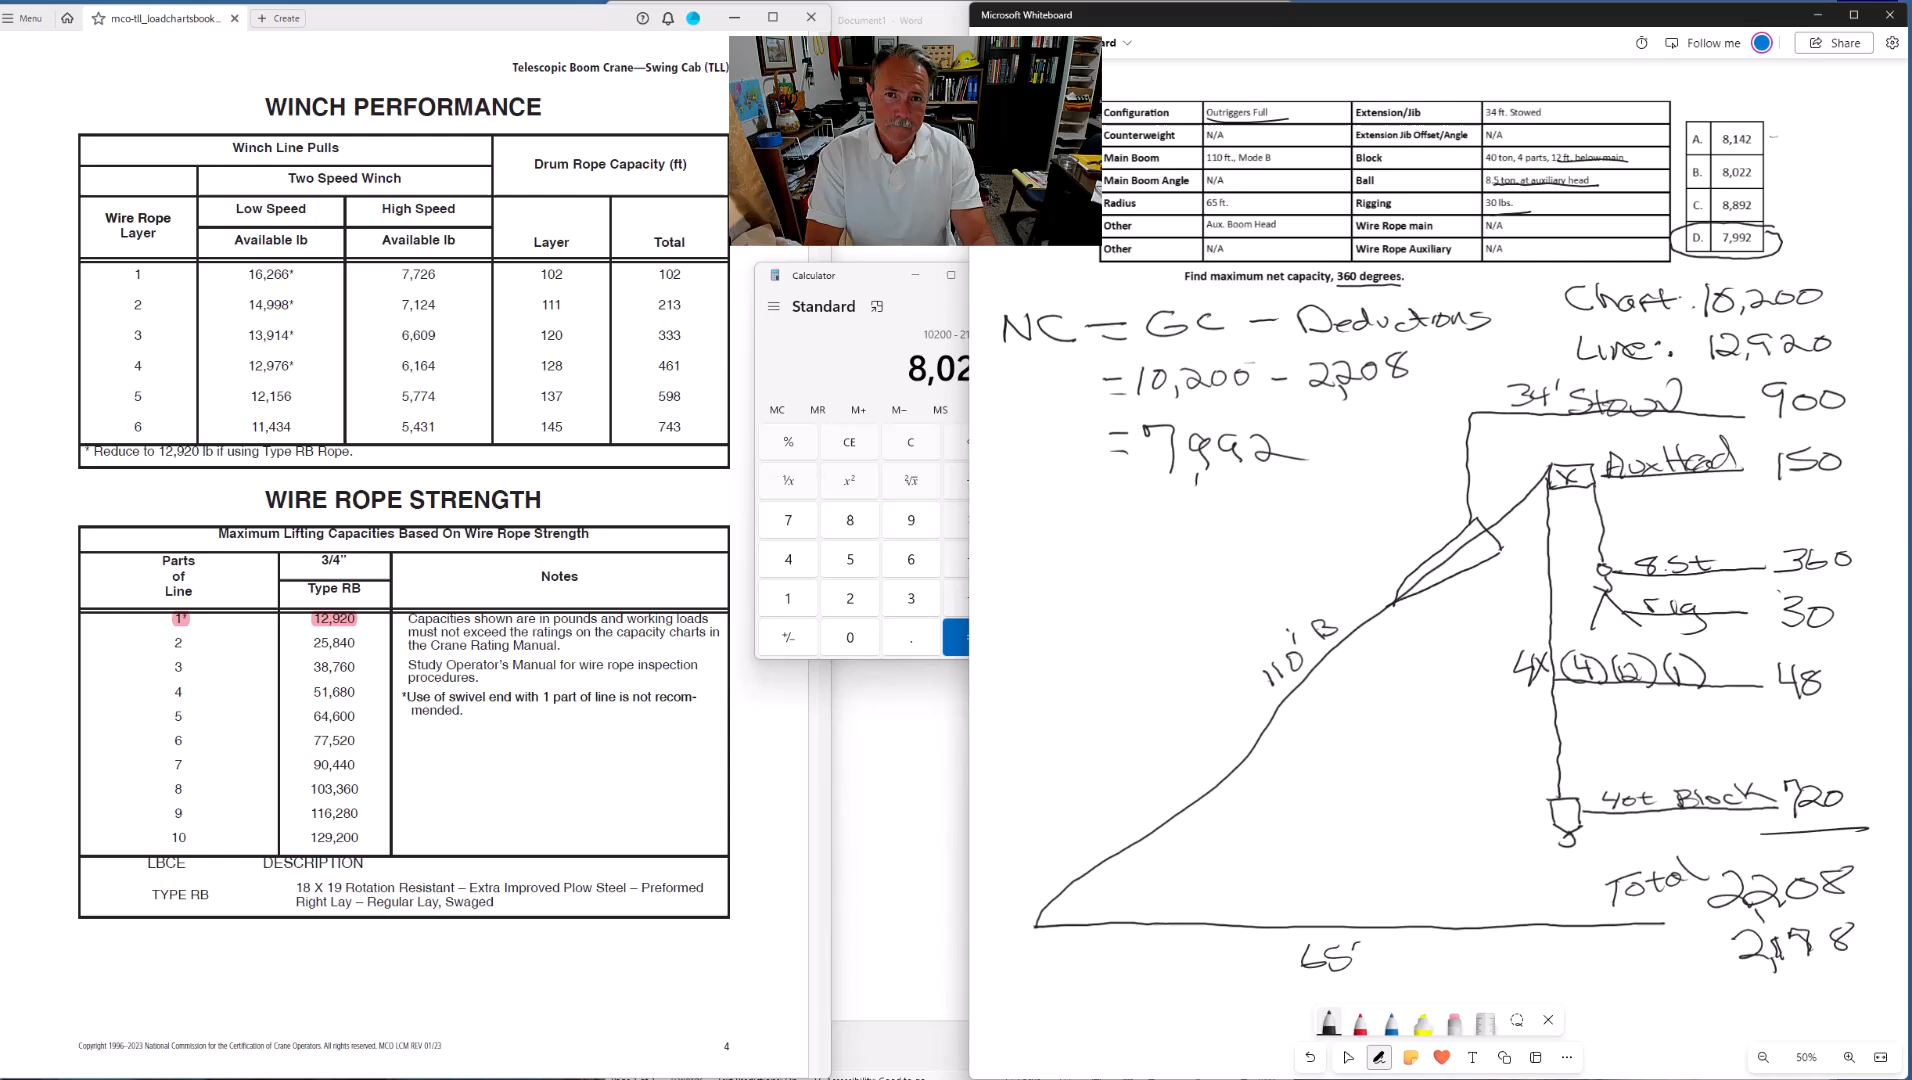 Menu
mco-tll_loadchartsbook...
Create
Document1 - Word
Microsoft Whiteboard
ard
Follow me
Share
Telescopic Boom Crane—Swing Cab (TLL)
WINCH PERFORMANCE
Winch Line Pulls
Drum Rope Capacity (ft)
Two Speed Winch
Wire Rope Layer
Low Speed
High Speed
Available lb
Available lb
Layer
Total
1 16,266* 7,726 102 102
2 14,998* 7,124 111 213
3 13,914* 6,609 120 333
4 12,976* 6,164 128 461
5 12,156 5,774 137 598
6 11,434 5,431 145 743
* Reduce to 12,920 lb if using Type RB Rope.
WIRE ROPE STRENGTH
Maximum Lifting Capacities Based On Wire Rope Strength
Parts
of
Line
3/4”
Type RB
Notes
1* 12,920
2 25,840
3 38,760
4 51,680
5 64,600
6 77,520
7 90,440
8 103,360
9 116,280
10 129,200
Capacities shown are in pounds and working loads
must not exceed the ratings on the capacity charts in
the Crane Rating Manual.
Study Operator’s Manual for wire rope inspection
procedures.
*Use of swivel end with 1 part of line is not recom-
mended.
LBCE DESCRIPTION
TYPE RB
18 X 19 Rotation Resistant – Extra Improved Plow Steel – Preformed
Right Lay – Regular Lay, Swaged
Copyright 1996–2023 National Commission for the Certification of Crane Operators. All rights reserved. MCO LCM REV 01/23
4
Calculator
Standard
10200 - 21
8,02
MC MR M+ M− MS
% CE C
¹/x x² ²√x
7 8 9
4 5 6
1 2 3
+/− 0 .
Configuration Outriggers Full Extension/Jib 34 ft. Stowed
Counterweight N/A Extension Jib Offset/Angle N/A
Main Boom 110 ft., Mode B Block 40 ton, 4 parts, 12 ft. below main
Main Boom Angle N/A Ball 8.5 ton, at auxiliary head
Radius 65 ft. Rigging 30 lbs.
Other Aux. Boom Head Wire Rope main N/A
Other N/A Wire Rope Auxiliary N/A
A. 8,142
B. 8,022
C. 8,892
D. 7,992
Find maximum net capacity, 360 degrees.
Chart: 10,200
Line: 12,920
NC = GC - Deductions
= 10,200 - 2,208
= 7,992
34' Stowed 900
Aux Head 150
8.5t 360
rig 30
4x (4)(12)(1) 48
40t Block 720
Total 2208
2,178
110' B
65'
50%